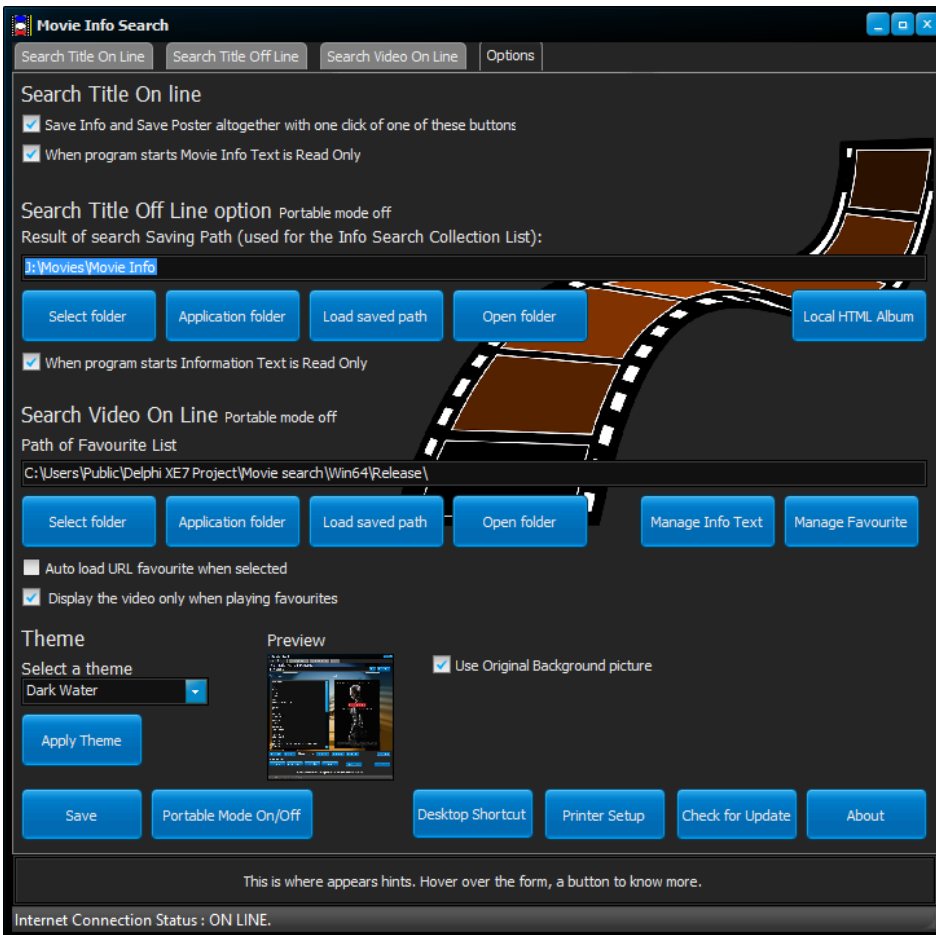 Movie Info Search
Search Title On Line Search Title Off Line Search Video On Line Options
Search Title On line
Save Info and Save Poster altogether with one click of one of these buttons
When program starts Movie Info Text is Read Only
Search Title Off Line option Portable mode off
Result of search Saving Path (used for the Info Search Collection List):
J:\Movies\Movie Info
Select folder Application folder Load saved path Open folder Local HTML Album
When program starts Information Text is Read Only
Search Video On Line Portable mode off
Path of Favourite List
C:\Users\Public\Delphi XE7 Project\Movie search\Win64\Release\
Select folder Application folder Load saved path Open folder Manage Info Text Manage Favourite
Auto load URL favourite when selected
Display the video only when playing favourites
Theme Preview
Select a theme Use Original Background picture
Dark Water
Apply Theme
Save Portable Mode On/Off Desktop Shortcut Printer Setup Check for Update About
This is where appears hints. Hover over the form, a button to know more.
Internet Connection Status : ON LINE.